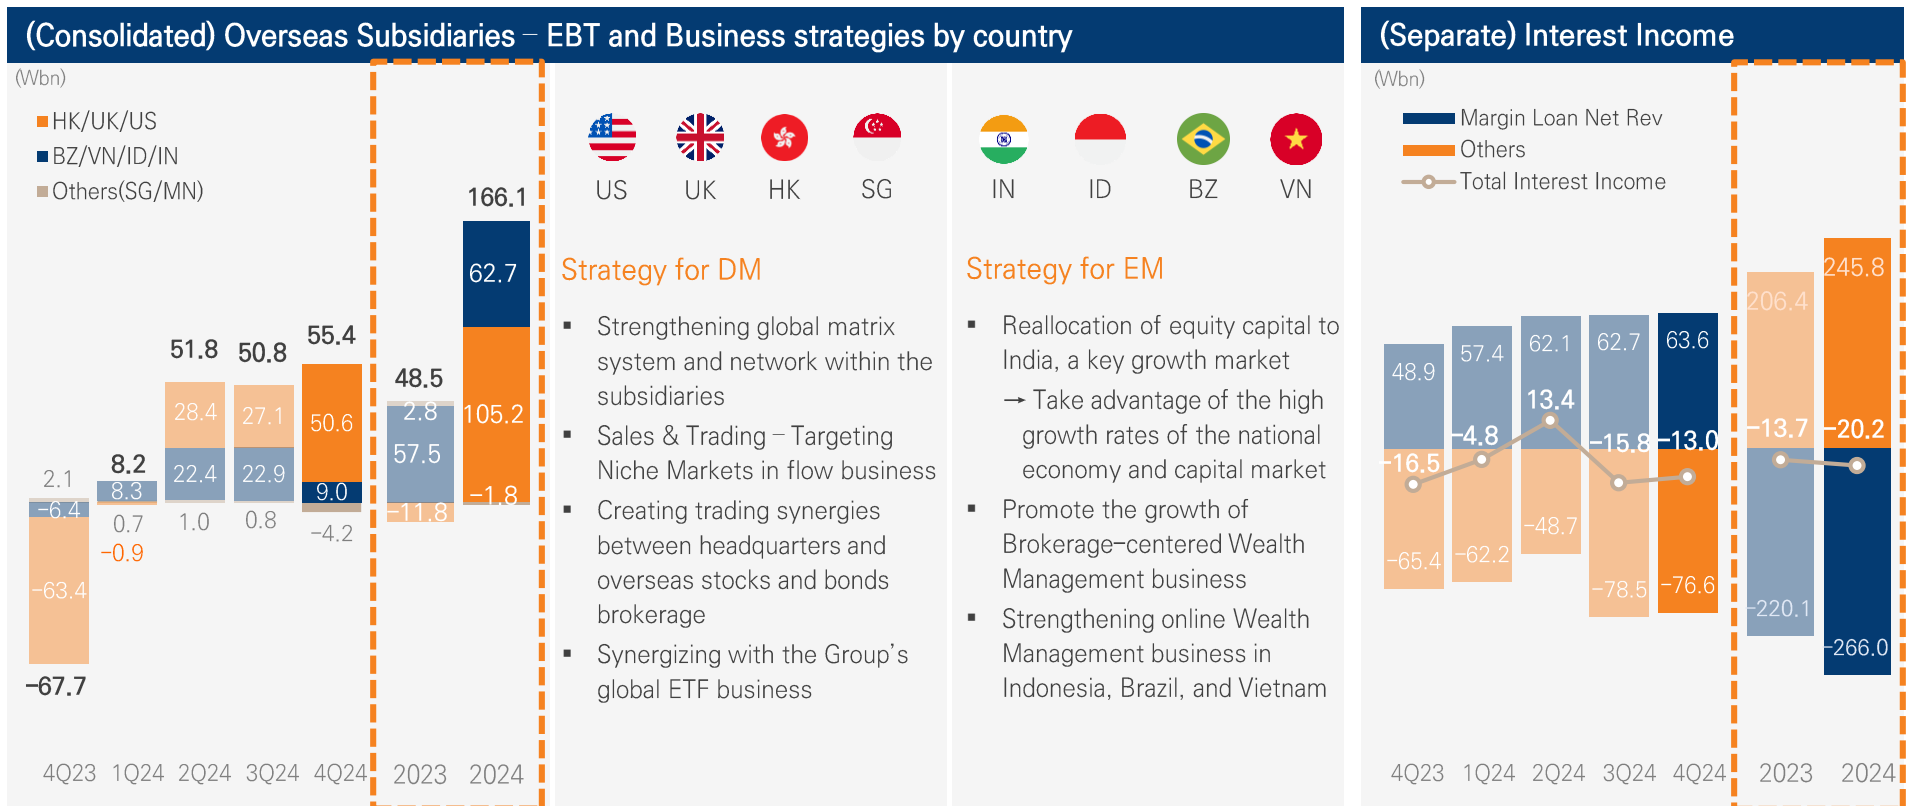 (Consolidated) Overseas Subsidiaries – EBT and Business strategies by country
(Wbn)
HK/UK/US
BZ/VN/ID/IN
Others(SG/MN)
2.1
-6.4
-63.4
-67.7
8.2
8.3
0.7
-0.9
51.8
28.4
22.4
1.0
50.8
27.1
22.9
0.8
55.4
50.6
9.0
-4.2
48.5
2.8
57.5
-11.8
166.1
62.7
105.2
-1.8
4Q23 1Q24 2Q24 3Q24 4Q24 2023 2024
US UK HK SG
Strategy for DM
▪ Strengthening global matrix
system and network within the
subsidiaries
▪ Sales & Trading – Targeting
Niche Markets in flow business
▪ Creating trading synergies
between headquarters and
overseas stocks and bonds
brokerage
▪ Synergizing with the Group's
global ETF business
IN ID BZ VN
Strategy for EM
▪ Reallocation of equity capital to
India, a key growth market
→ Take advantage of the high
growth rates of the national
economy and capital market
▪ Promote the growth of
Brokerage-centered Wealth
Management business
▪ Strengthening online Wealth
Management business in
Indonesia, Brazil, and Vietnam
(Separate) Interest Income
(Wbn)
Margin Loan Net Rev
Others
Total Interest Income
48.9
-16.5
-65.4
57.4
-4.8
-62.2
62.1
13.4
-48.7
62.7
-15.8
-78.5
63.6
-13.0
-76.6
206.4
-13.7
-220.1
245.8
-20.2
-266.0
4Q23 1Q24 2Q24 3Q24 4Q24 2023 2024